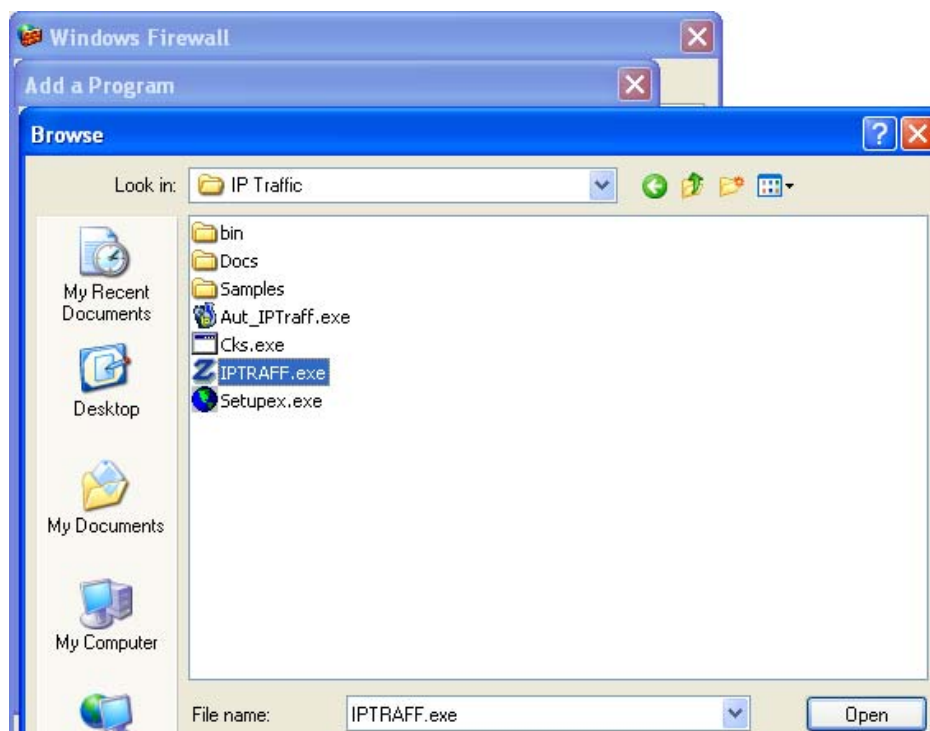 Windows Firewall
Add a Program
Browse
Look in: IP Traffic
bin
Docs
Samples
Aut_IPTraff.exe
Cks.exe
IPTRAFF.exe
Setupex.exe
My Recent
Documents
Desktop
My Documents
My Computer
File name: IPTRAFF.exe Open